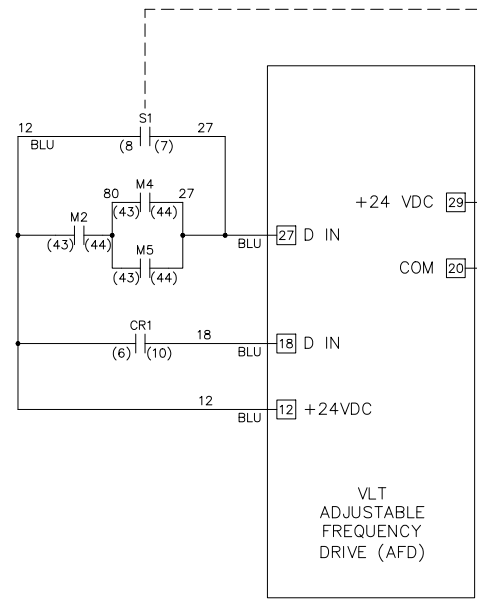 S1
12 27
BLU (8 (7)
80 M4 27
(43) (44)
M2
(43) (44)
M5
(43) (44)
BLU 27 D IN
+24 VDC 29
COM 20
CR1
(6) (10) 18
BLU 18 D IN
12
BLU 12 +24VDC
VLT
ADJUSTABLE
FREQUENCY
DRIVE (AFD)